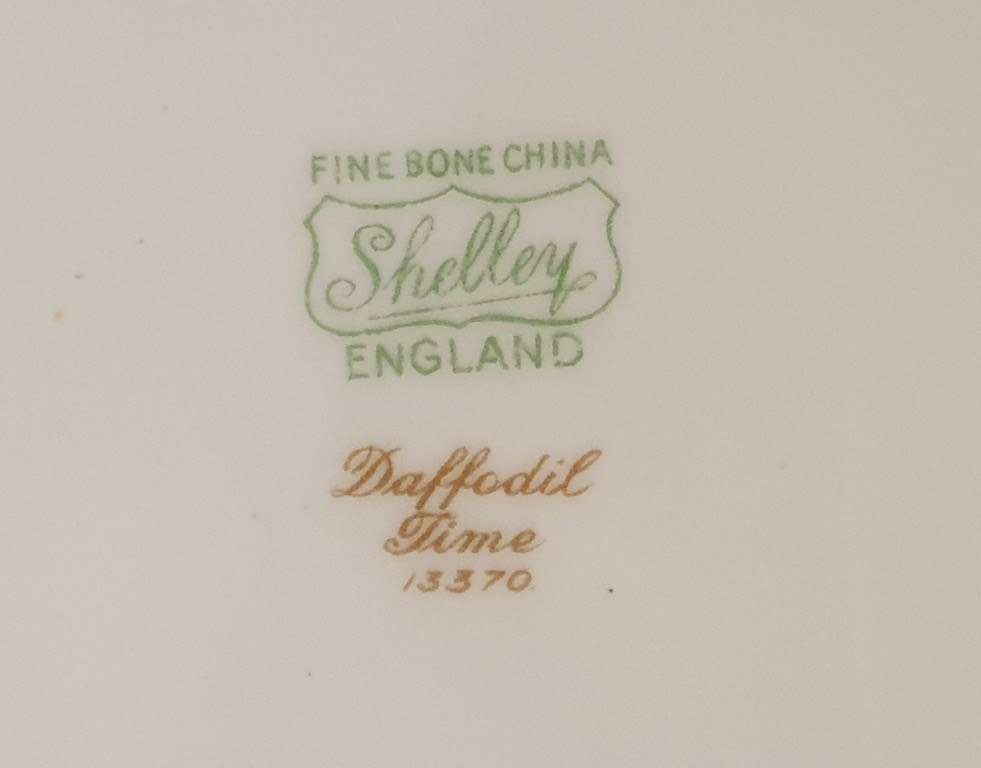 FINE BONE CHINA
Shelley
ENGLAND
Daffodil
Time
13370